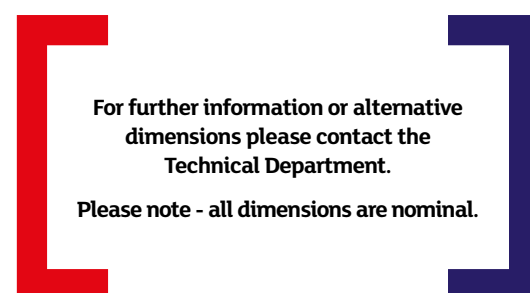 For further information or alternative
dimensions please contact the
Technical Department.
Please note - all dimensions are nominal.